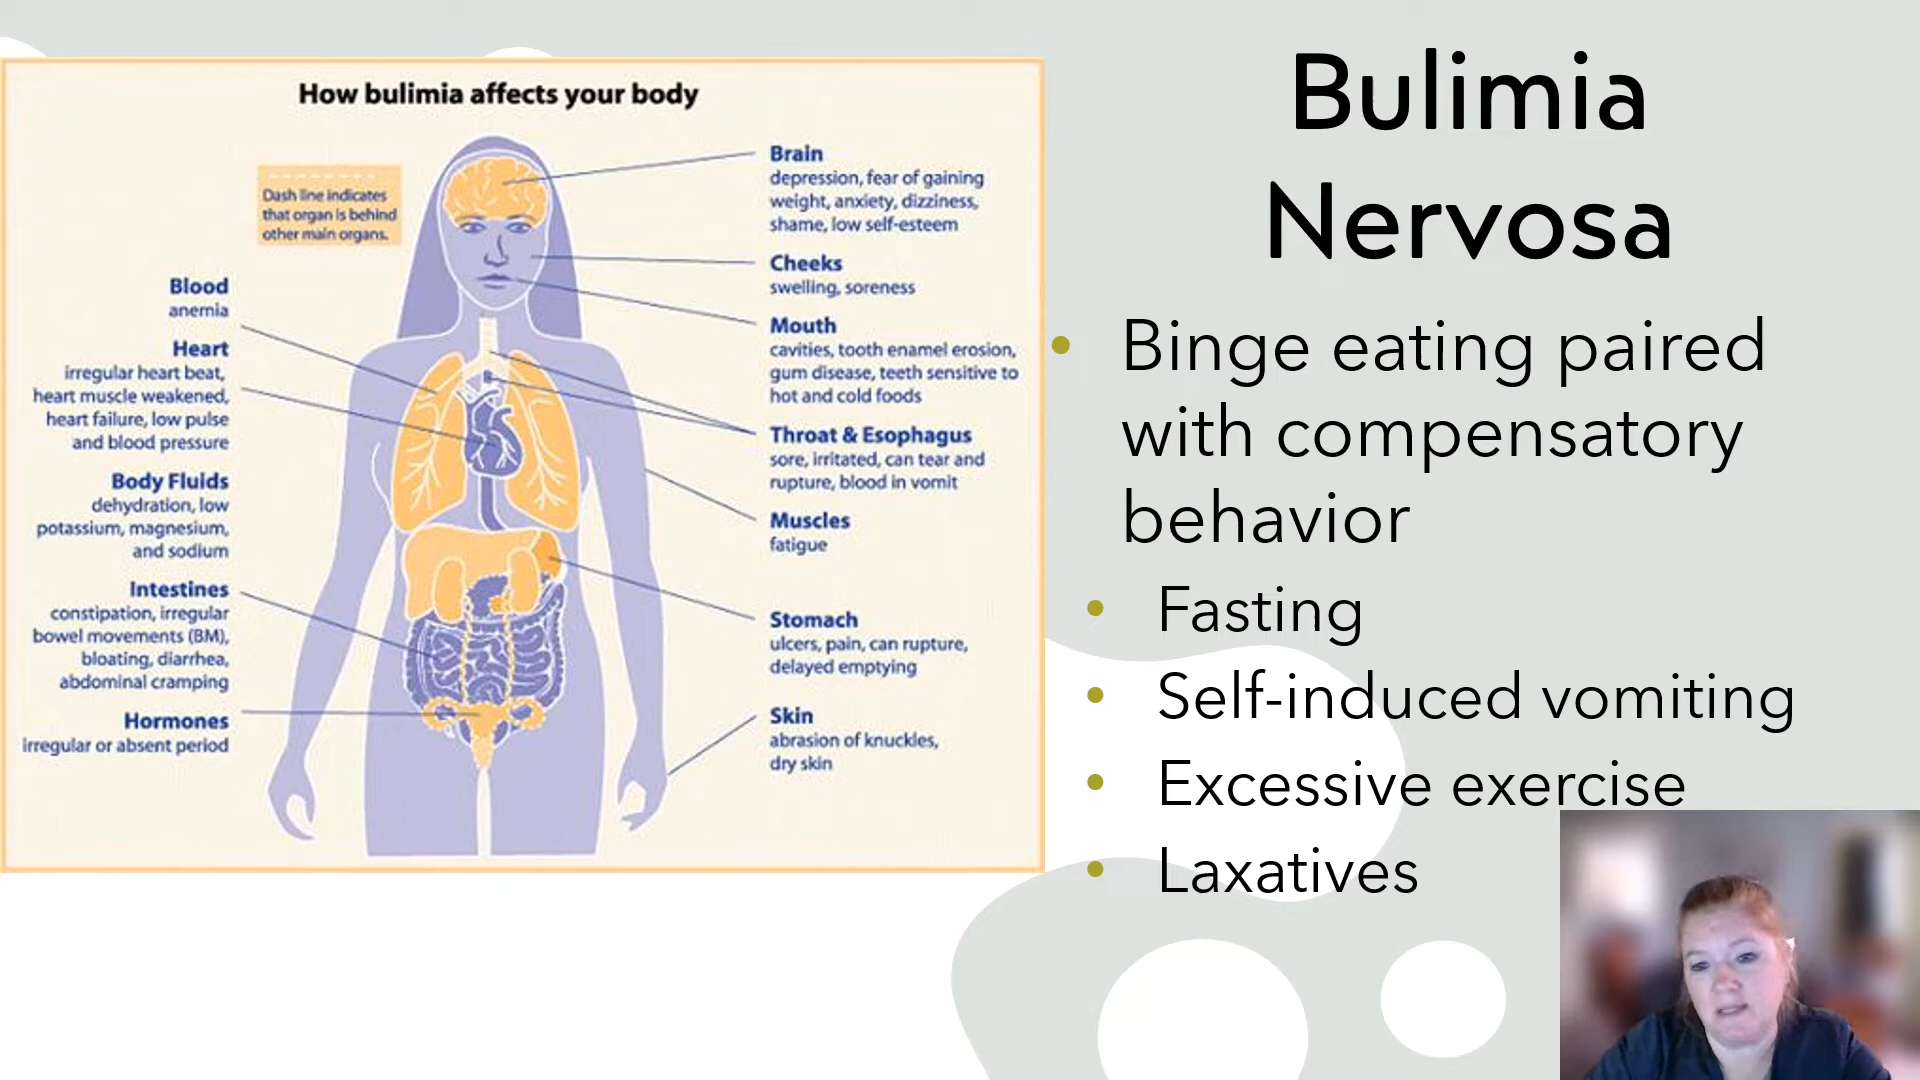 How bulimia affects your body
Dash line indicates
that organ is behind
other main organs.
Blood
anemia
Heart
irregular heart beat,
heart muscle weakened,
heart failure, low pulse
and blood pressure
Body Fluids
dehydration, low
potassium, magnesium,
and sodium
Intestines
constipation, irregular
bowel movements (BM),
bloating, diarrhea,
abdominal cramping
Hormones
irregular or absent period
Brain
depression, fear of gaining
weight, anxiety, dizziness,
shame, low self-esteem
Cheeks
swelling, soreness
Mouth
cavities, tooth enamel erosion,
gum disease, teeth sensitive to
hot and cold foods
Throat & Esophagus
sore, irritated, can tear and
rupture, blood in vomit
Muscles
fatigue
Stomach
ulcers, pain, can rupture,
delayed emptying
Skin
abrasion of knuckles,
dry skin
Bulimia
Nervosa
• Binge eating paired
with compensatory
behavior
• Fasting
• Self-induced vomiting
• Excessive exercise
• Laxatives